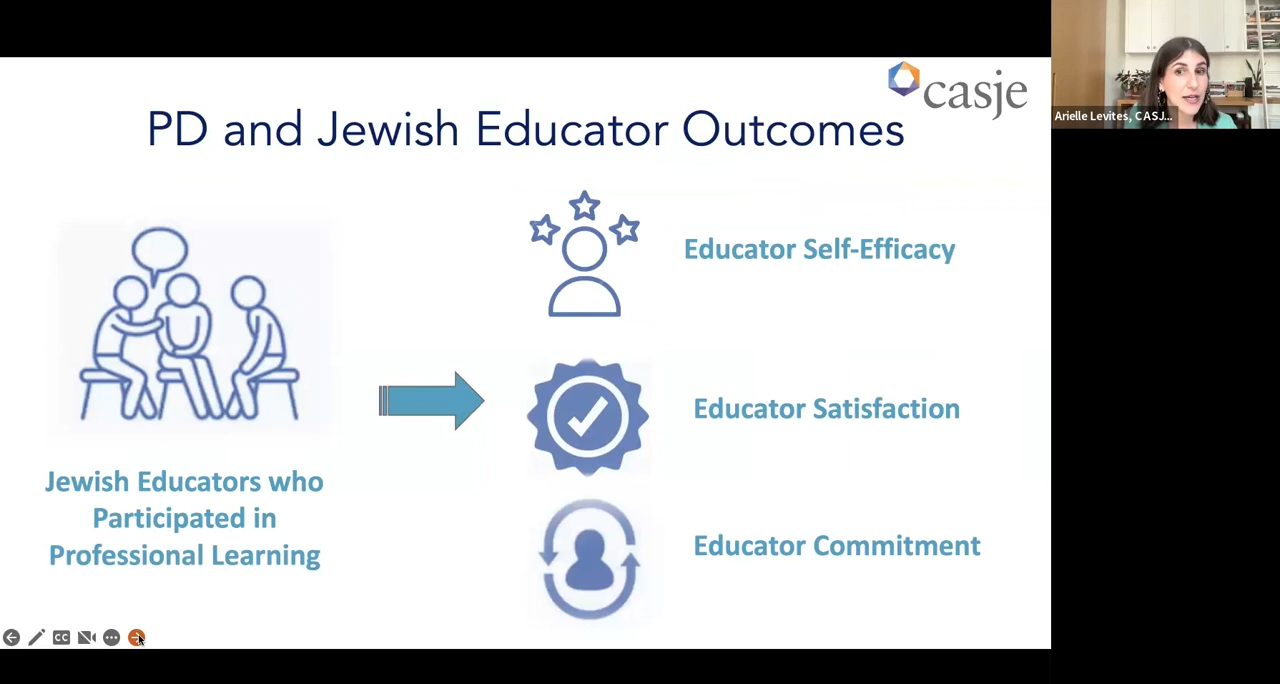 casje
PD and Jewish Educator Outcomes
Arielle Levites, CASJ...
Educator Self-Efficacy
Educator Satisfaction
Jewish Educators who
Participated in
Professional Learning
Educator Commitment
CC